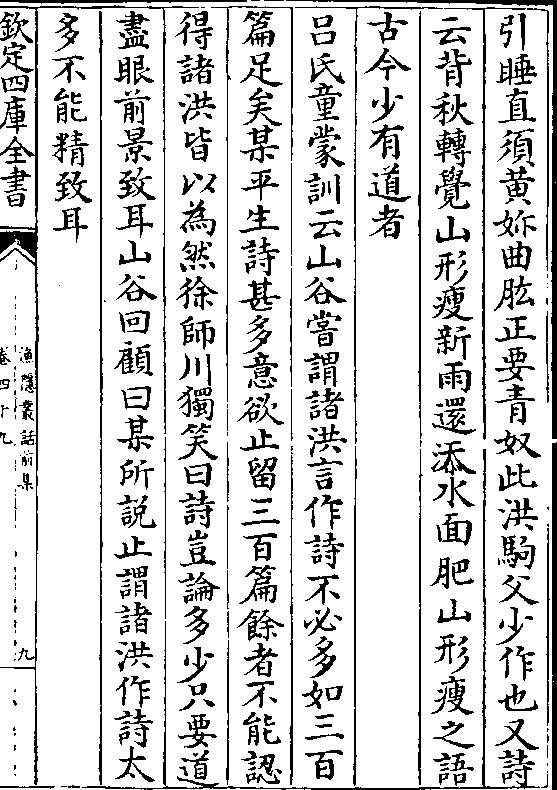 引睡直須黄妳曲肱正要青奴此洪駒父少作也又詩
云背秋轉覺山形瘦新雨還添水面肥山形瘦之語
古今少有道者
吕氏童蒙訓云山谷嘗謂諸洪言作詩不必多如三百
篇足矣某平生詩甚多意欲止留三百篇餘者不能認
得諸洪皆以為然徐師川獨笑曰詩豈論多少只要道
盡眼前景致耳山谷回顧曰某所説止謂諸洪作詩太
多不能精致耳
欽定四庫全書
漁隱叢話前集
卷四十九
九